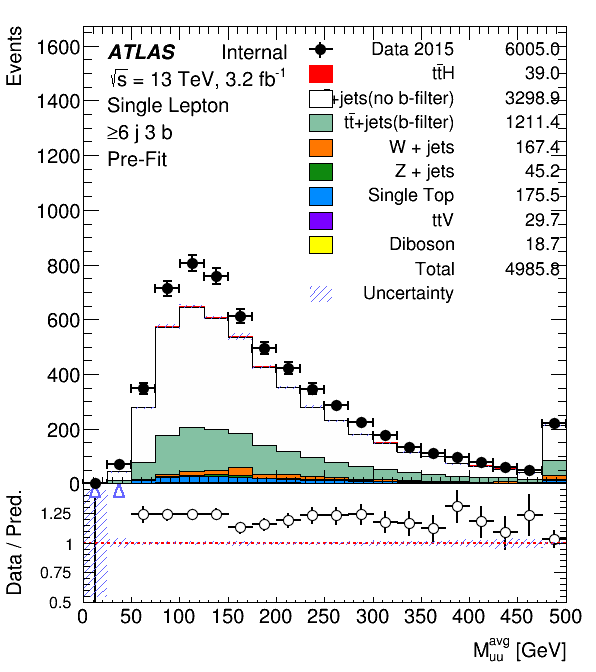 Events
1600
1400
1200
1000
800
600
400
200
0
ATLAS Internal
√s = 13 TeV, 3.2 fb⁻¹
Single Lepton
≥6 j 3 b
Pre-Fit
Data 2015 6005.0
tt̄H 39.0
+jets(no b-filter) 3298.9
tt̄+jets(b-filter) 1211.4
W + jets 167.4
Z + jets 45.2
Single Top 175.5
ttV 29.7
Diboson 18.7
Total 4985.8
Uncertainty
Data / Pred.
1.25
1
0.75
0.5
0 50 100 150 200 250 300 350 400 450 500
M_uu^avg [GeV]